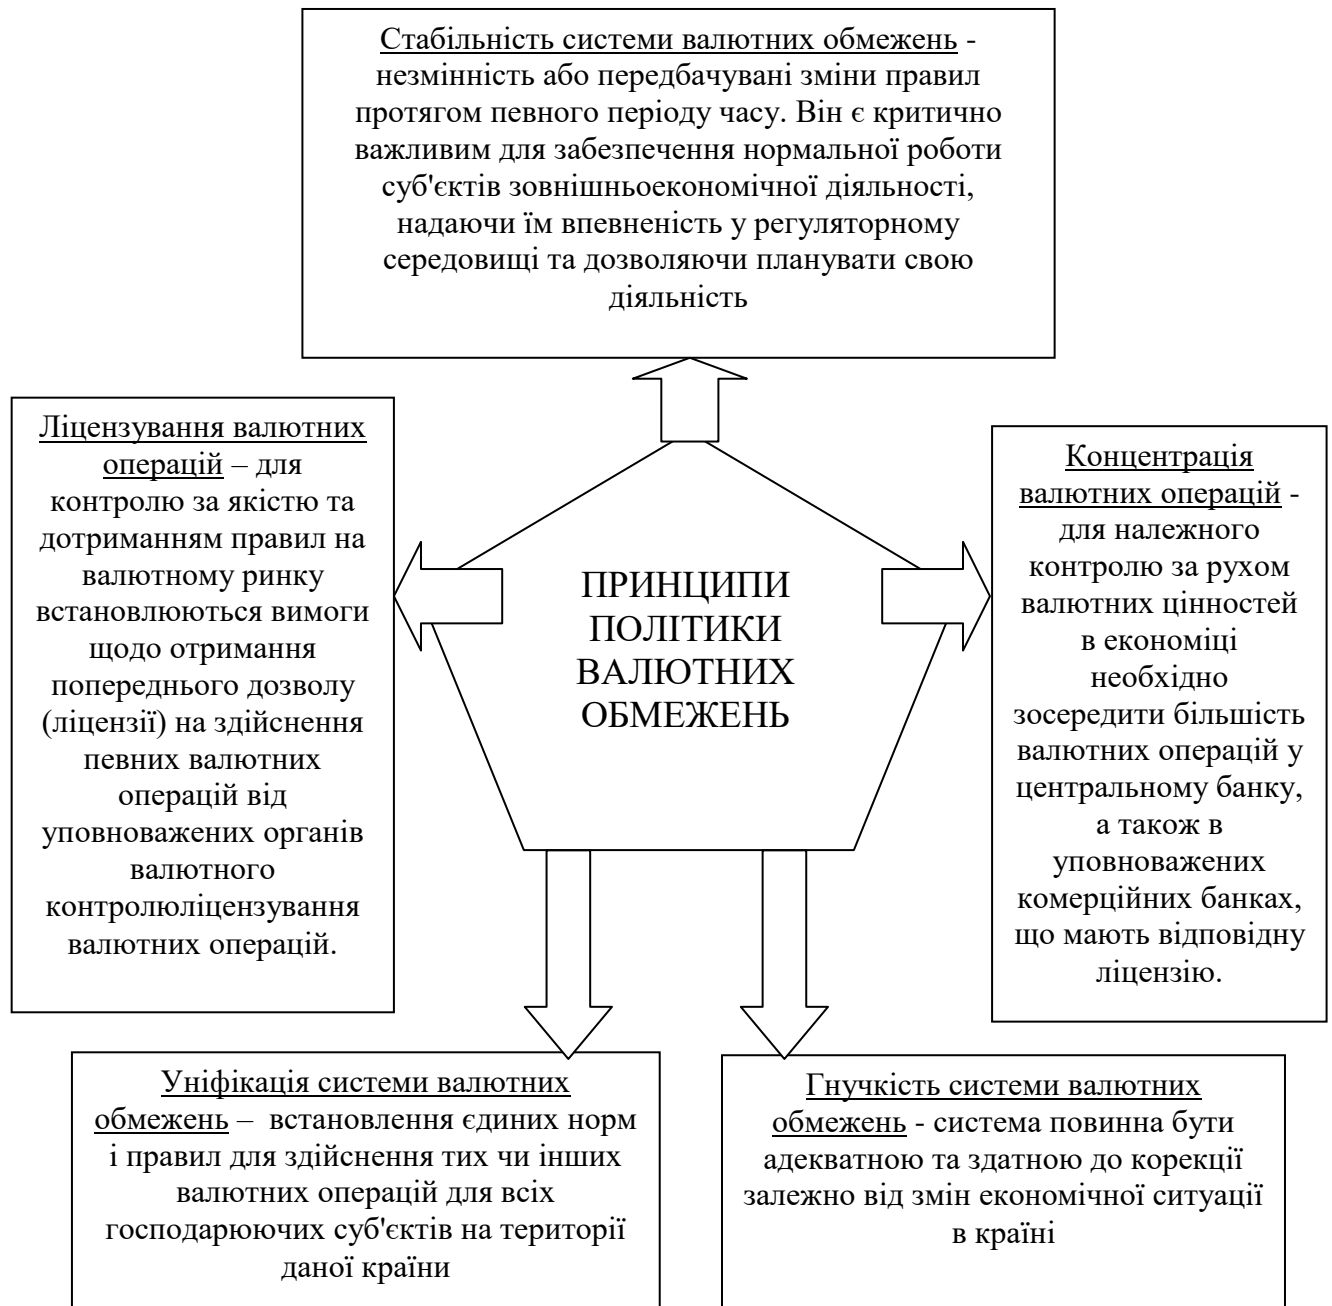 Стабільність системи валютних обмежень -
незмінність або передбачувані зміни правил
протягом певного періоду часу. Він є критично
важливим для забезпечення нормальної роботи
суб'єктів зовнішньоекономічної діяльності,
надаючи їм впевненість у регуляторному
середовищі та дозволяючи планувати свою
діяльність
Ліцензування валютних
операцій – для
контролю за якістю та
дотриманням правил на
валютному ринку
встановлюються вимоги
щодо отримання
попереднього дозволу
(ліцензії) на здійснення
певних валютних
операцій від
уповноважених органів
валютного
контролюліцензування
валютних операцій.
ПРИНЦИПИ
ПОЛІТИКИ
ВАЛЮТНИХ
ОБМЕЖЕНЬ
Концентрація
валютних операцій -
для належного
контролю за рухом
валютних цінностей
в економіці
необхідно
зосередити більшість
валютних операцій у
центральному банку,
а також в
уповноважених
комерційних банках,
що мають відповідну
ліцензію.
Уніфікація системи валютних
обмежень – встановлення єдиних норм
і правил для здійснення тих чи інших
валютних операцій для всіх
господарюючих суб'єктів на території
даної країни
Гнучкість системи валютних
обмежень - система повинна бути
адекватною та здатною до корекції
залежно від змін економічної ситуації
в країні